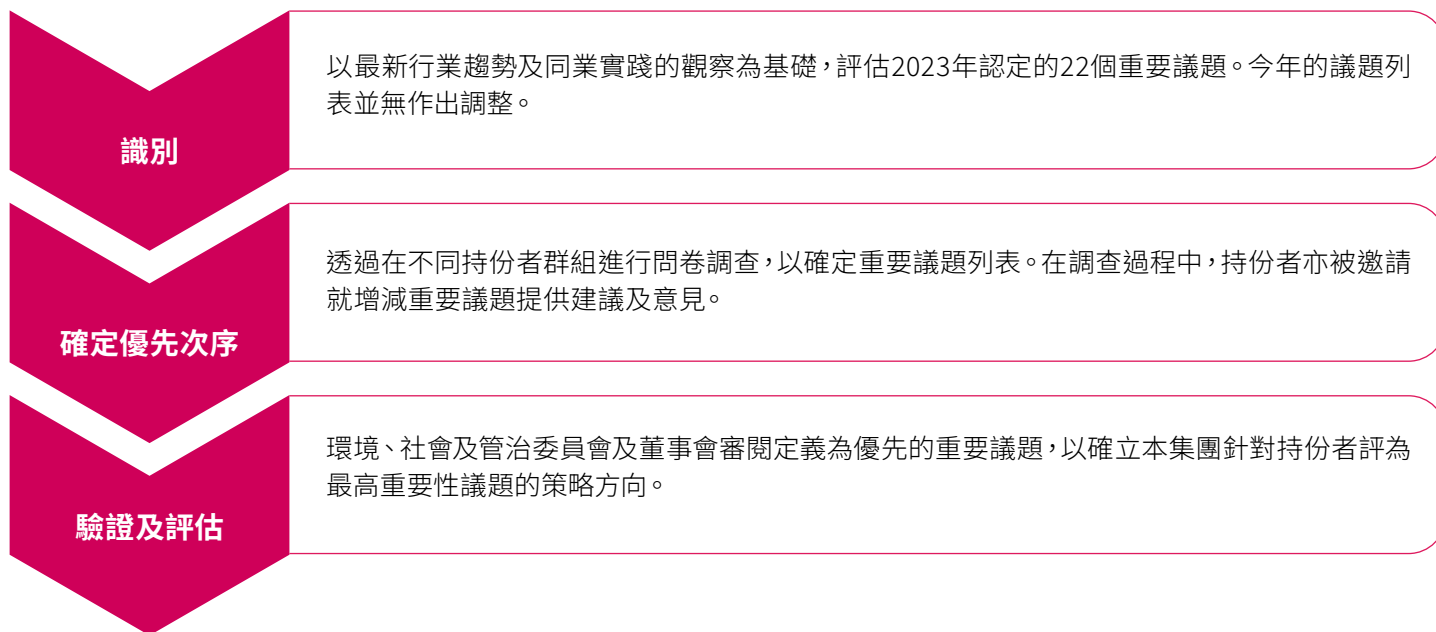 以最新行業趨勢及同業實踐的觀察為基礎，評估2023年認定的22個重要議題。今年的議題列
表並無作出調整。
識別
透過在不同持份者群組進行問卷調查，以確定重要議題列表。在調查過程中，持份者亦被邀請
就增減重要議題提供建議及意見。
確定優先次序
環境、社會及管治委員會及董事會審閱定義為優先的重要議題，以確立本集團針對持份者評為
最高重要性議題的策略方向。
驗證及評估